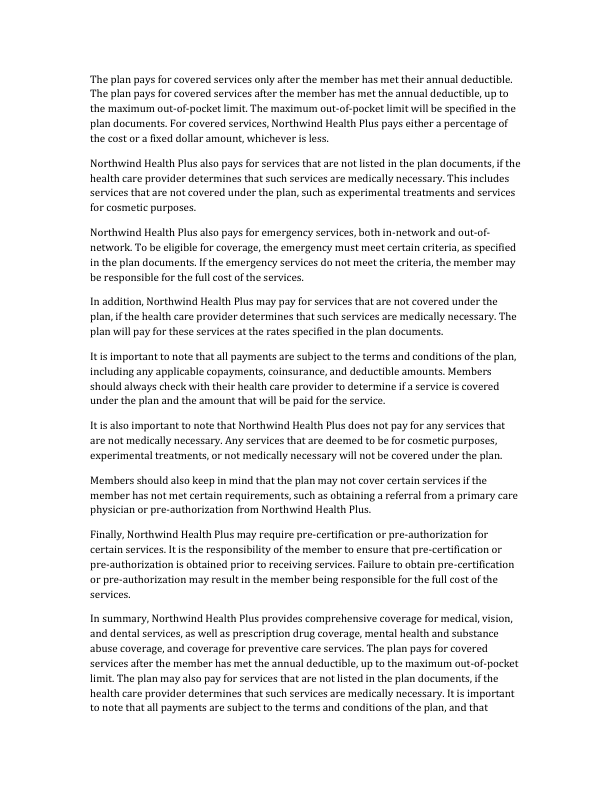 The plan pays for covered services only after the member has met their annual deductible.
The plan pays for covered services after the member has met the annual deductible, up to
the maximum out-of-pocket limit. The maximum out-of-pocket limit will be specified in the
plan documents. For covered services, Northwind Health Plus pays either a percentage of
the cost or a fixed dollar amount, whichever is less.
Northwind Health Plus also pays for services that are not listed in the plan documents, if the
health care provider determines that such services are medically necessary. This includes
services that are not covered under the plan, such as experimental treatments and services
for cosmetic purposes.
Northwind Health Plus also pays for emergency services, both in-network and out-of-
network. To be eligible for coverage, the emergency must meet certain criteria, as specified
in the plan documents. If the emergency services do not meet the criteria, the member may
be responsible for the full cost of the services.
In addition, Northwind Health Plus may pay for services that are not covered under the
plan, if the health care provider determines that such services are medically necessary. The
plan will pay for these services at the rates specified in the plan documents.
It is important to note that all payments are subject to the terms and conditions of the plan,
including any applicable copayments, coinsurance, and deductible amounts. Members
should always check with their health care provider to determine if a service is covered
under the plan and the amount that will be paid for the service.
It is also important to note that Northwind Health Plus does not pay for any services that
are not medically necessary. Any services that are deemed to be for cosmetic purposes,
experimental treatments, or not medically necessary will not be covered under the plan.
Members should also keep in mind that the plan may not cover certain services if the
member has not met certain requirements, such as obtaining a referral from a primary care
physician or pre-authorization from Northwind Health Plus.
Finally, Northwind Health Plus may require pre-certification or pre-authorization for
certain services. It is the responsibility of the member to ensure that pre-certification or
pre-authorization is obtained prior to receiving services. Failure to obtain pre-certification
or pre-authorization may result in the member being responsible for the full cost of the
services.
In summary, Northwind Health Plus provides comprehensive coverage for medical, vision,
and dental services, as well as prescription drug coverage, mental health and substance
abuse coverage, and coverage for preventive care services. The plan pays for covered
services after the member has met the annual deductible, up to the maximum out-of-pocket
limit. The plan may also pay for services that are not listed in the plan documents, if the
health care provider determines that such services are medically necessary. It is important
to note that all payments are subject to the terms and conditions of the plan, and that